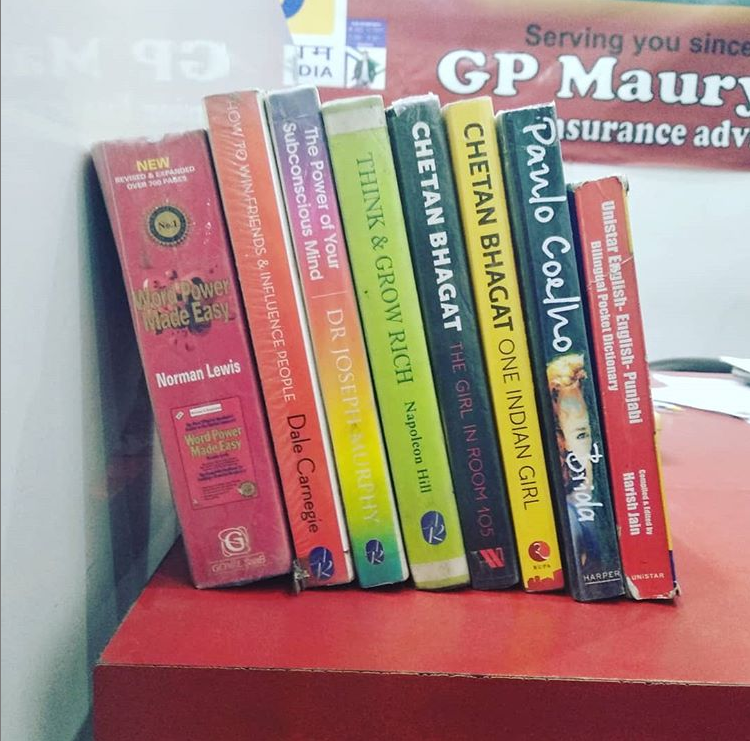 Serving you since
GP Maury
nsurance adv
DIA
NEW
REVISED & EXPANDED
OVER 700 PAGES
No.1
Word Power
Made Easy
Norman Lewis
Word Power
Made Easy
GOYAL SAAB
HOW TO WIN FRIENDS & INFLUENCE PEOPLE Dale Carnegie
The Power of Your
Subconscious Mind
DR JOSEPH MURPHY
THINK & GROW RICH Napoleon Hill
CHETAN BHAGAT THE GIRL IN ROOM 105
CHETAN BHAGAT ONE INDIAN GIRL
RUPA
Paulo Coelho
Brida
HARPER
Unistar English-English-Punjabi
Bilingual Pocket Dictionary
Compiled & Edited by
Harish Jain
UNISTAR